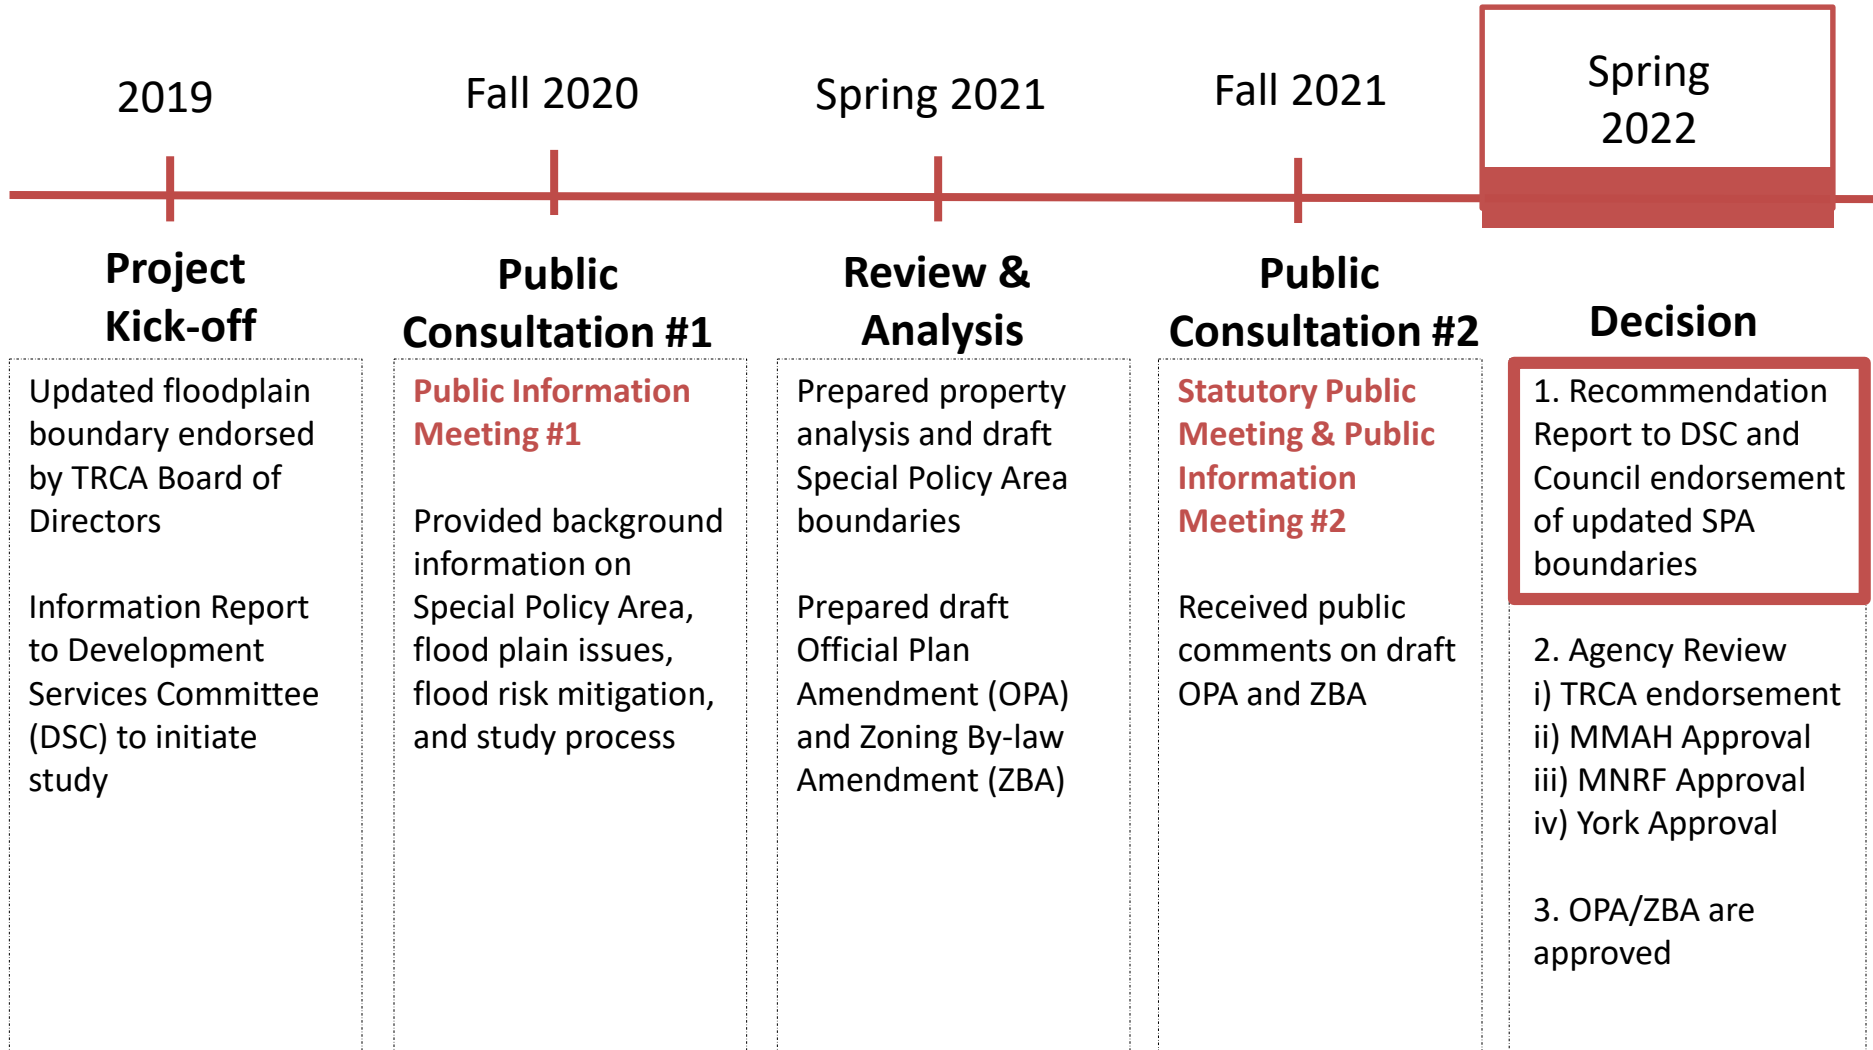 2019
Fall 2020
Spring 2021
Fall 2021
Spring
2022
Project
Kick-off
Updated floodplain
boundary endorsed
by TRCA Board of
Directors
Information Report
to Development
Services Committee
(DSC) to initiate
study
Public
Consultation #1
Public Information
Meeting #1
Provided background
information on
Special Policy Area,
flood plain issues,
flood risk mitigation,
and study process
Review &
Analysis
Prepared property
analysis and draft
Special Policy Area
boundaries
Prepared draft
Official Plan
Amendment (OPA)
and Zoning By-law
Amendment (ZBA)
Public
Consultation #2
Statutory Public
Meeting & Public
Information
Meeting #2
Received public
comments on draft
OPA and ZBA
Decision
1. Recommendation
Report to DSC and
Council endorsement
of updated SPA
boundaries
2. Agency Review
i) TRCA endorsement
ii) MMAH Approval
iii) MNRF Approval
iv) York Approval
3. OPA/ZBA are
approved